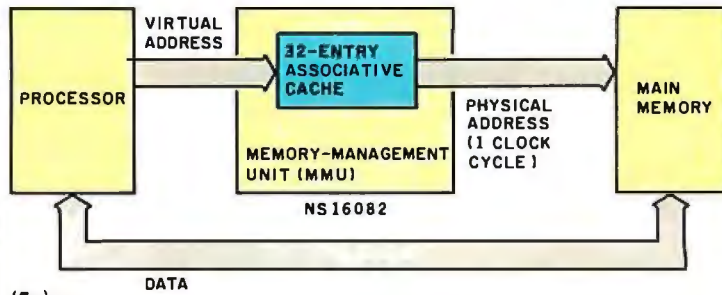 VIRTUAL
ADDRESS
PROCESSOR
32-ENTRY
ASSOCIATIVE
CACHE
MEMORY-MANAGEMENT
UNIT (MMU)
NS16082
PHYSICAL
ADDRESS
(1 CLOCK
CYCLE)
MAIN
MEMORY
DATA
(5a)